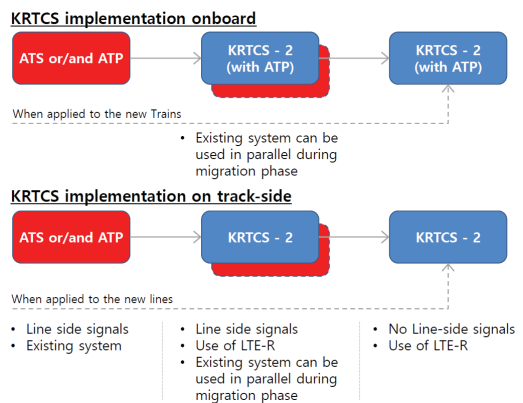 KRTCS implementation onboard
ATS or/and ATP
KRTCS - 2
(with ATP)
KRTCS - 2
(with ATP)
When applied to the new Trains
• Existing system can be
used in parallel during
migration phase
KRTCS implementation on track-side
ATS or/and ATP
KRTCS - 2
KRTCS - 2
When applied to the new lines
• Line side signals
• Existing system
• Line side signals
• Use of LTE-R
• Existing system can be
used in parallel during
migration phase
• No Line-side signals
• Use of LTE-R